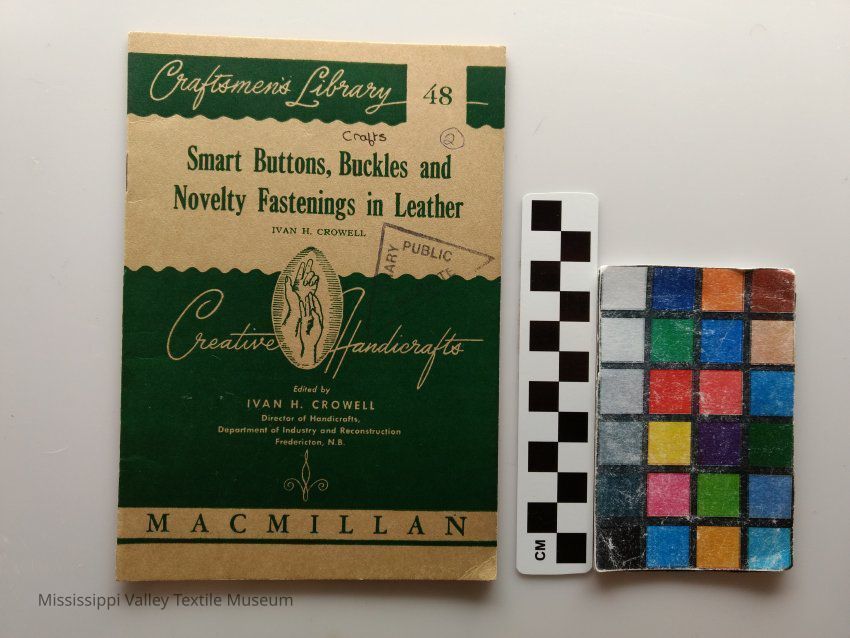 Craftsmen's Library
48
Crafts
2
Smart Buttons, Buckles and
Novelty Fastenings in Leather
IVAN H. CROWELL
PUBLIC
Creative Handicrafts
Edited by
IVAN H. CROWELL
Director of Handicrafts,
Department of Industry and Reconstruction
Fredericton, N.B.
MACMILLAN
CM
Mississippi Valley Textile Museum